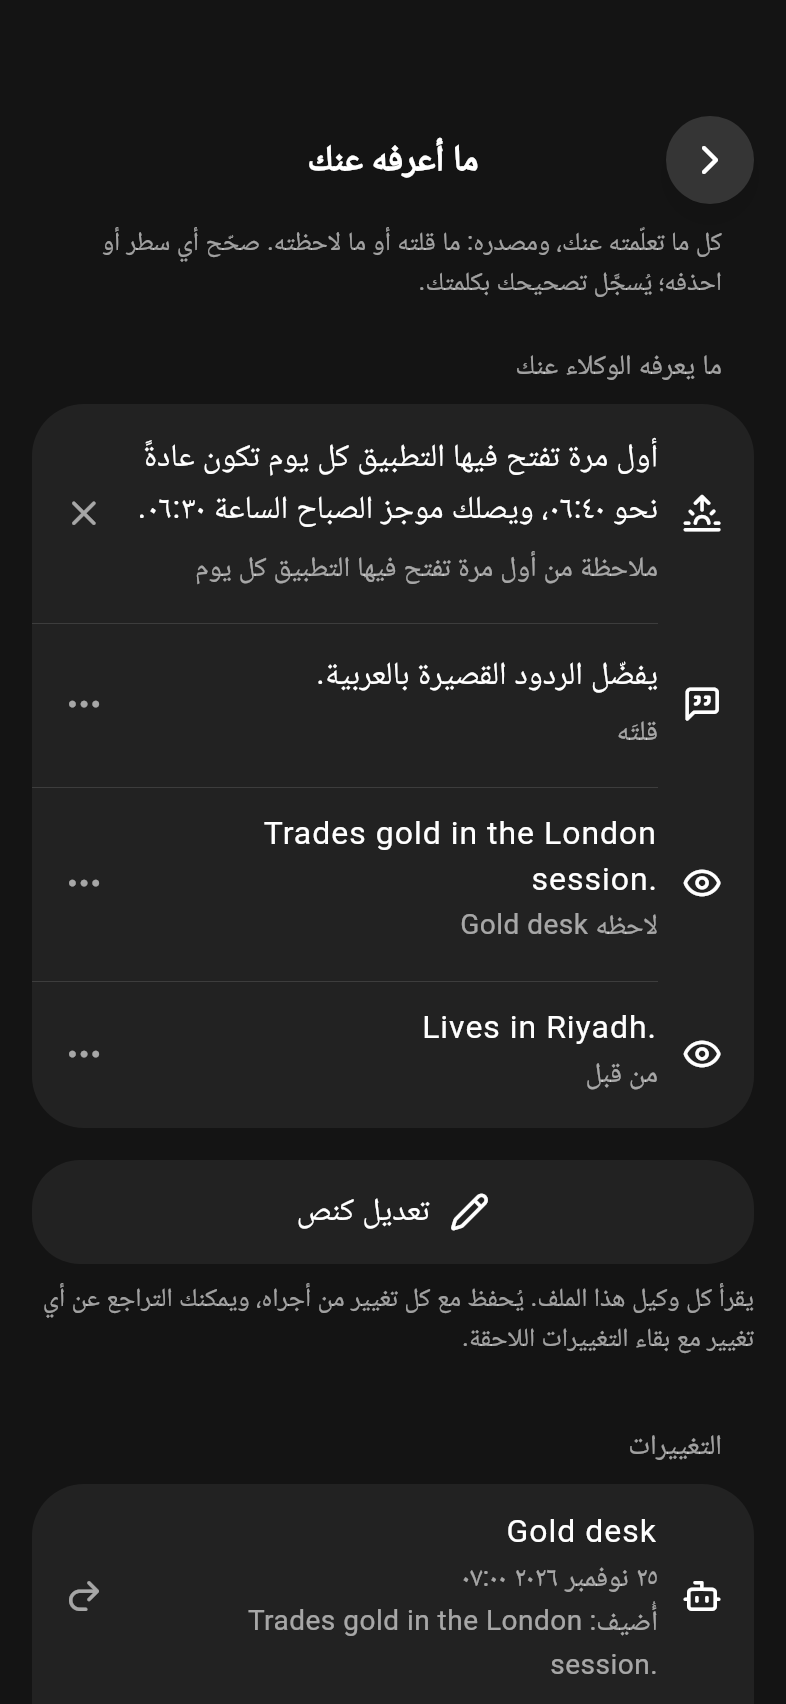 ما أعرفه عنك
كل ما تعلّمته عنك، ومصدره: ما قلته أو ما لاحظته. صحّح أي سطر أو
احذفه؛ يُسجَّل تصحيحك بكلمتك.
ما يعرفه الوكلاء عنك
أول مرة تفتح فيها التطبيق كل يوم تكون عادةً
نحو ٠٦:٤٠، ويصلك موجز الصباح الساعة ٠٦:٣٠.
ملاحظة من أول مرة تفتح فيها التطبيق كل يوم
يفضّل الردود القصيرة بالعربية.
قلتَه
Trades gold in the London
session.
لاحظه Gold desk
Lives in Riyadh.
من قبل
تعديل كنص
يقرأ كل وكيل هذا الملف. يُحفظ مع كل تغيير من أجراه، ويمكنك التراجع عن أي
تغيير مع بقاء التغييرات اللاحقة.
التغييرات
Gold desk
٢٥ نوفمبر ٢٠٢٦ ٠٧:٠٠
أُضيف: Trades gold in the London
session.